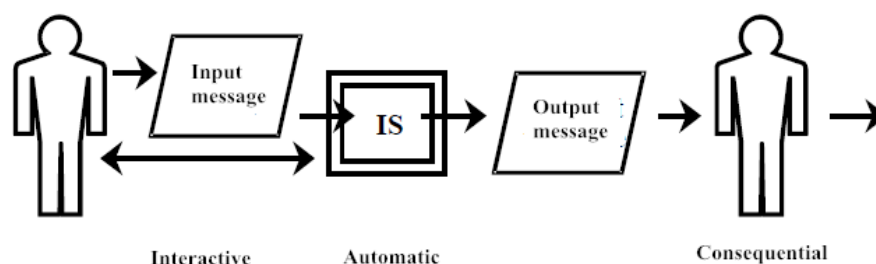 Input
message
IS
Output
message
Interactive
Automatic
Consequential